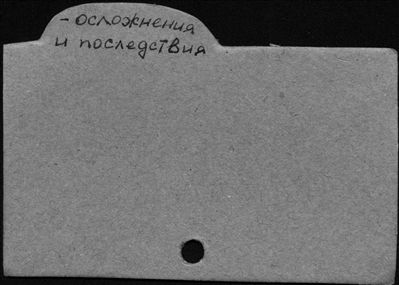 - осложнения
и последствия